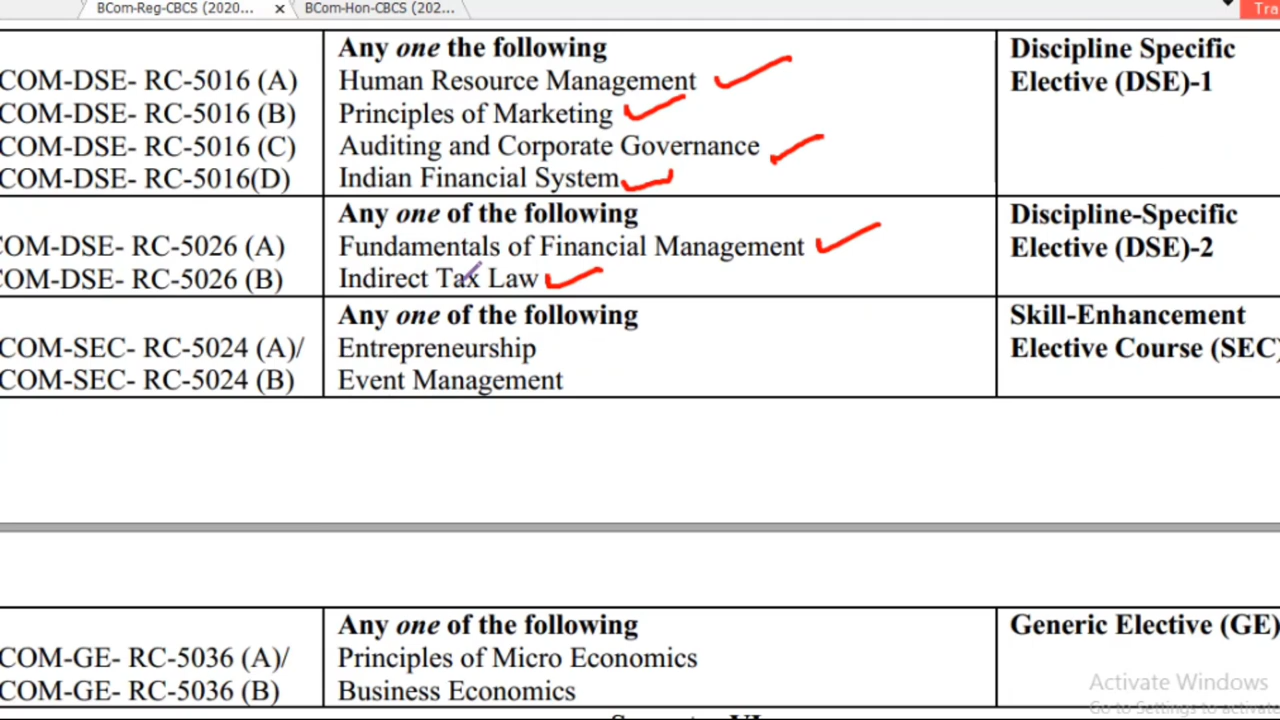 BCom-Reg-CBCS (2020... × BCom-Hon-CBCS (202...
Tra
Any one the following
Discipline Specific
COM-DSE- RC-5016 (A) Human Resource Management
Elective (DSE)-1
COM-DSE- RC-5016 (B) Principles of Marketing
COM-DSE- RC-5016 (C) Auditing and Corporate Governance
COM-DSE- RC-5016(D) Indian Financial System
Any one of the following
Discipline-Specific
COM-DSE- RC-5026 (A) Fundamentals of Financial Management
Elective (DSE)-2
COM-DSE- RC-5026 (B) Indirect Tax Law
Any one of the following
Skill-Enhancement
COM-SEC- RC-5024 (A)/ Entrepreneurship
Elective Course (SEC)
COM-SEC- RC-5024 (B) Event Management
Any one of the following
Generic Elective (GE)
COM-GE- RC-5036 (A)/ Principles of Micro Economics
COM-GE- RC-5036 (B) Business Economics
Activate Windows
Go to Settings to activate